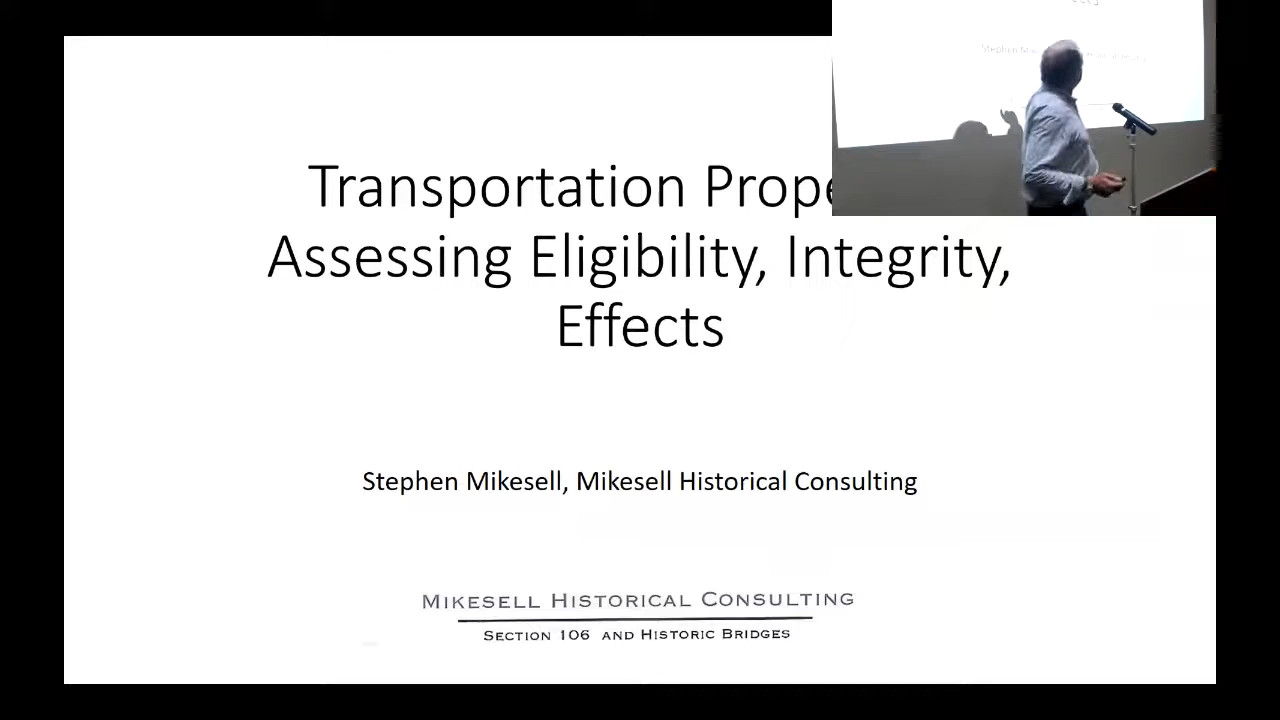 Transportation Prope
Assessing Eligibility, Integrity,
Effects
Stephen Mikesell, Mikesell Historical Consulting
MIKESELL HISTORICAL CONSULTING
SECTION 106 AND HISTORIC BRIDGES
Stephen